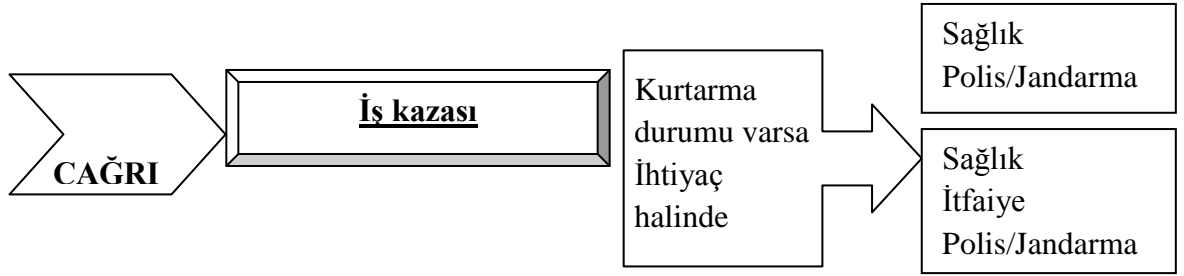 CAĞRI
İş kazası
Kurtarma
durumu varsa
İhtiyaç
halinde
Sağlık
Polis/Jandarma
Sağlık
İtfaiye
Polis/Jandarma